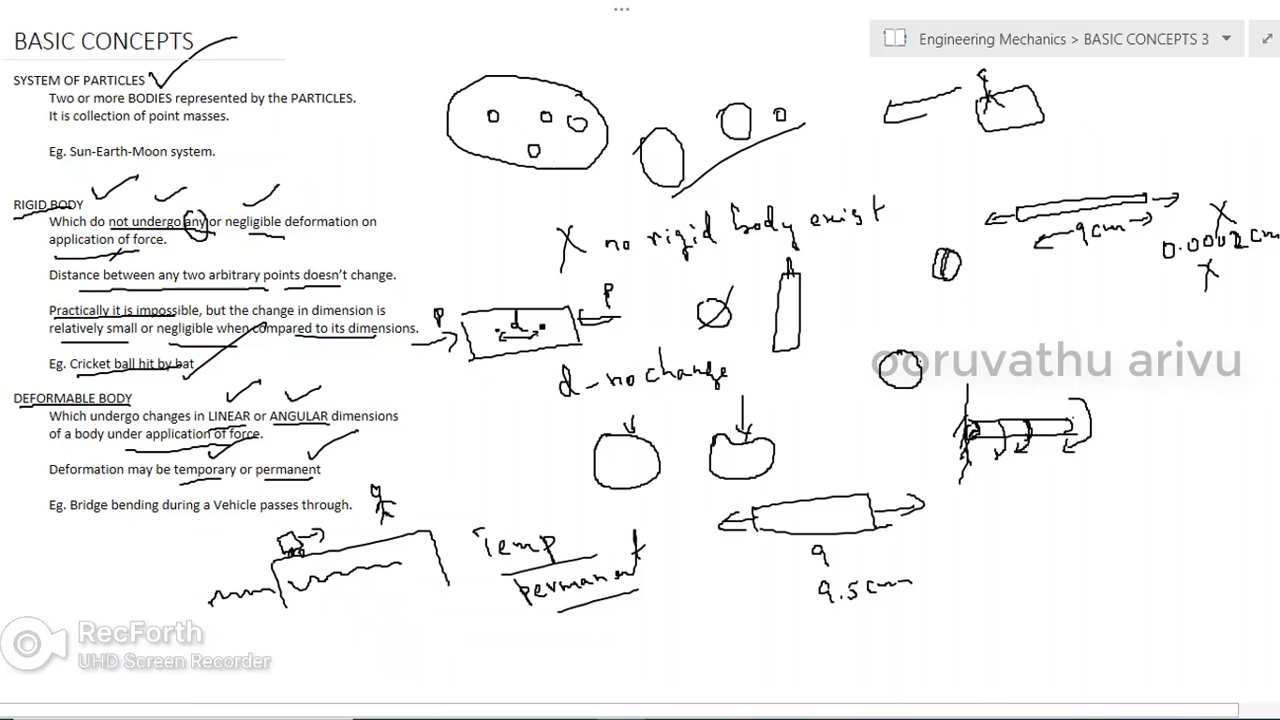 BASIC CONCEPTS
Engineering Mechanics > BASIC CONCEPTS 3
SYSTEM OF PARTICLES
Two or more BODIES represented by the PARTICLES.
It is collection of point masses.
Eg. Sun-Earth-Moon system.
RIGID BODY
Which do not undergo any or negligible deformation on
application of force.
Distance between any two arbitrary points doesn't change.
Practically it is impossible, but the change in dimension is
relatively small or negligible when compared to its dimensions.
Eg. Cricket ball hit by bat
DEFORMABLE BODY
Which undergo changes in LINEAR or ANGULAR dimensions
of a body under application of force.
Deformation may be temporary or permanent
Eg. Bridge bending during a Vehicle passes through.
X no rigid body exist
9cm
X
0.0002cm
X
P
d
P
d-no change
Temp
permanent
9
9.5cm
ooruvathu arivu
RecForth
UHD Screen Recorder